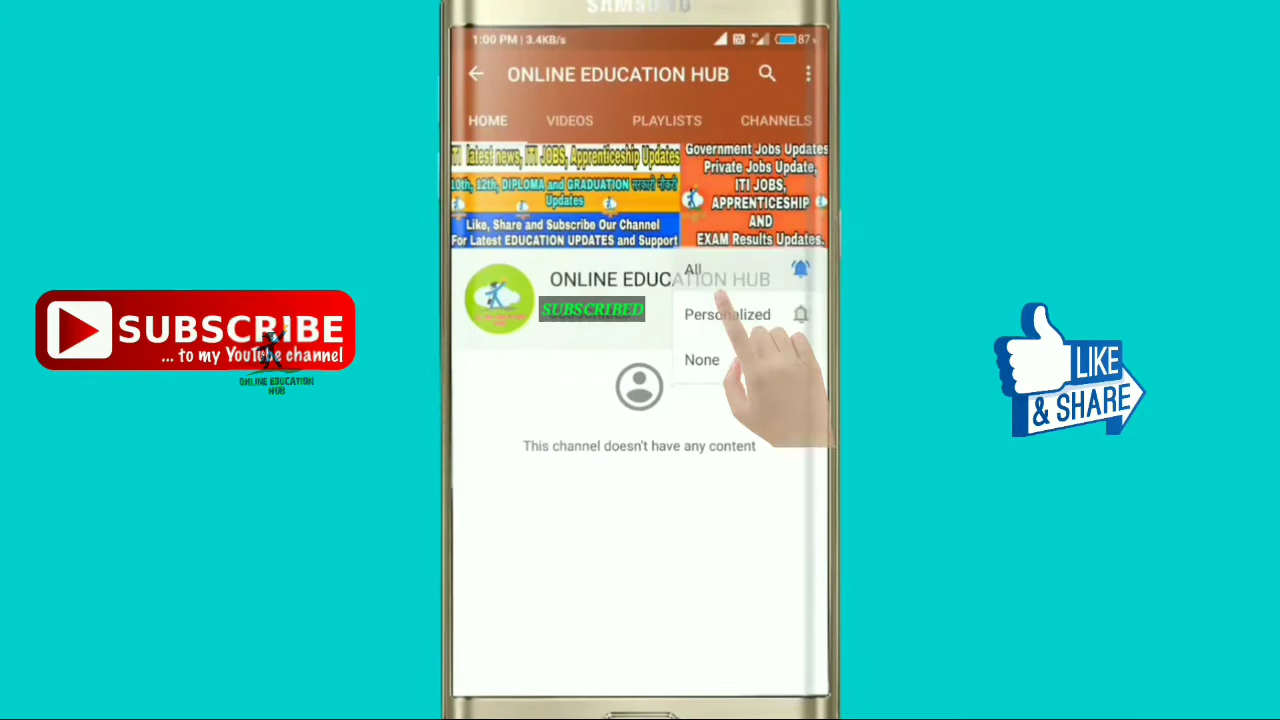 SAMSUNG
1:00 PM | 3.4KB/s
87
ONLINE EDUCATION HUB
HOME
VIDEOS
PLAYLISTS
CHANNELS
ITI latest news, ITI JOBS, Apprenticeship Updates
10th, 12th, DIPLOMA and GRADUATION सरकारी नौकरी
Updates
Like, Share and Subscribe Our Channel
For Latest EDUCATION UPDATES and Support
Government Jobs Updates
Private Jobs Update,
ITI JOBS,
APPRENTICESHIP
AND
EXAM Results Updates.
ONLINE EDUCATION HUB
SUBSCRIBED
All
Personalized
None
This channel doesn't have any content
SUBSCRIBE
... to my YouTube channel
ONLINE EDUCATION
HUB
LIKE
& SHARE